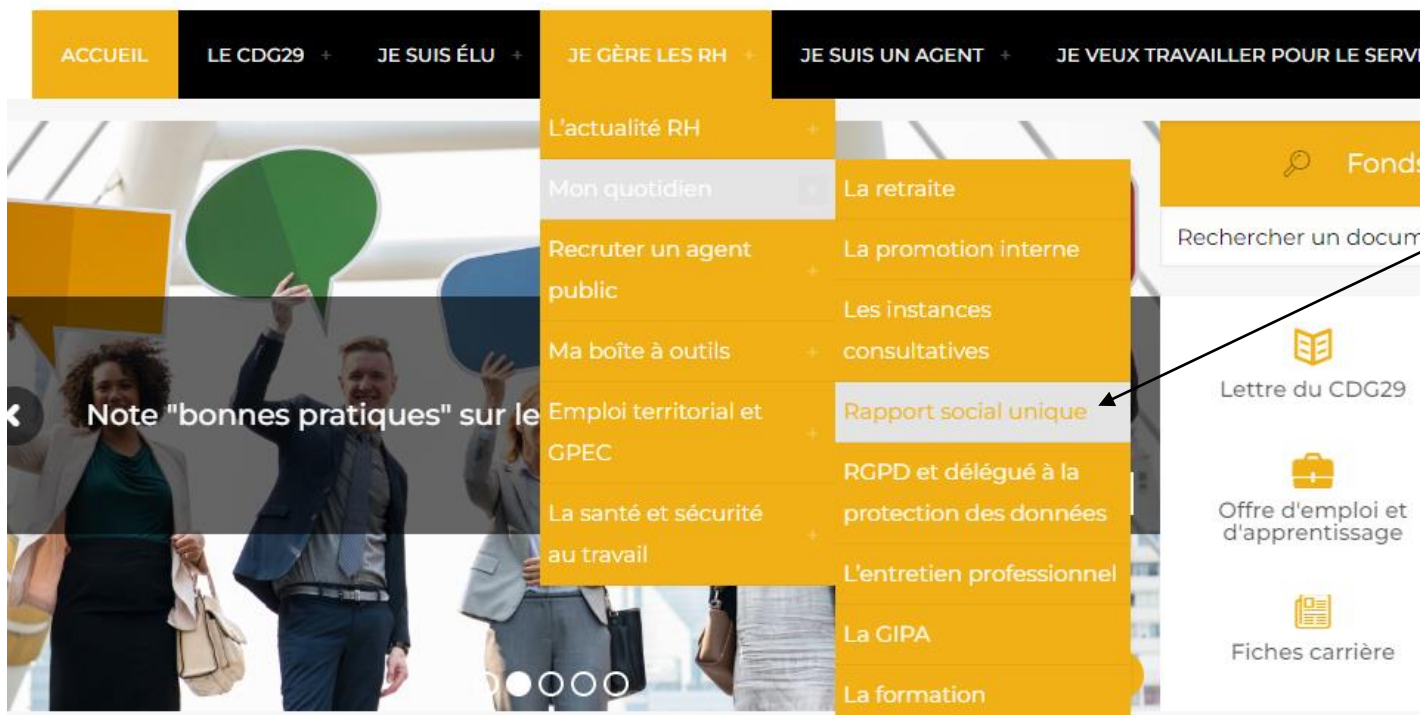 ACCUEIL
LE CDG29 +
JE SUIS ÉLU +
JE GÈRE LES RH +
JE SUIS UN AGENT +
JE VEUX TRAVAILLER POUR LE
L'actualité RH +
Mon quotidien +
Recruter un agent
public +
Ma boîte à outils +
Emploi territorial et
GPEC +
La santé et sécurité
au travail +
La retraite
La promotion interne
Les instances
consultatives
Rapport social unique
RGPD et délégué à la
protection des données
L'entretien professionnel
La GIPA
La formation
Note "bonnes pratiques" sur le
Fonds
Rechercher un docum
Lettre du CDG29
Offre d'emploi et
d'apprentissage
Fiches carrière